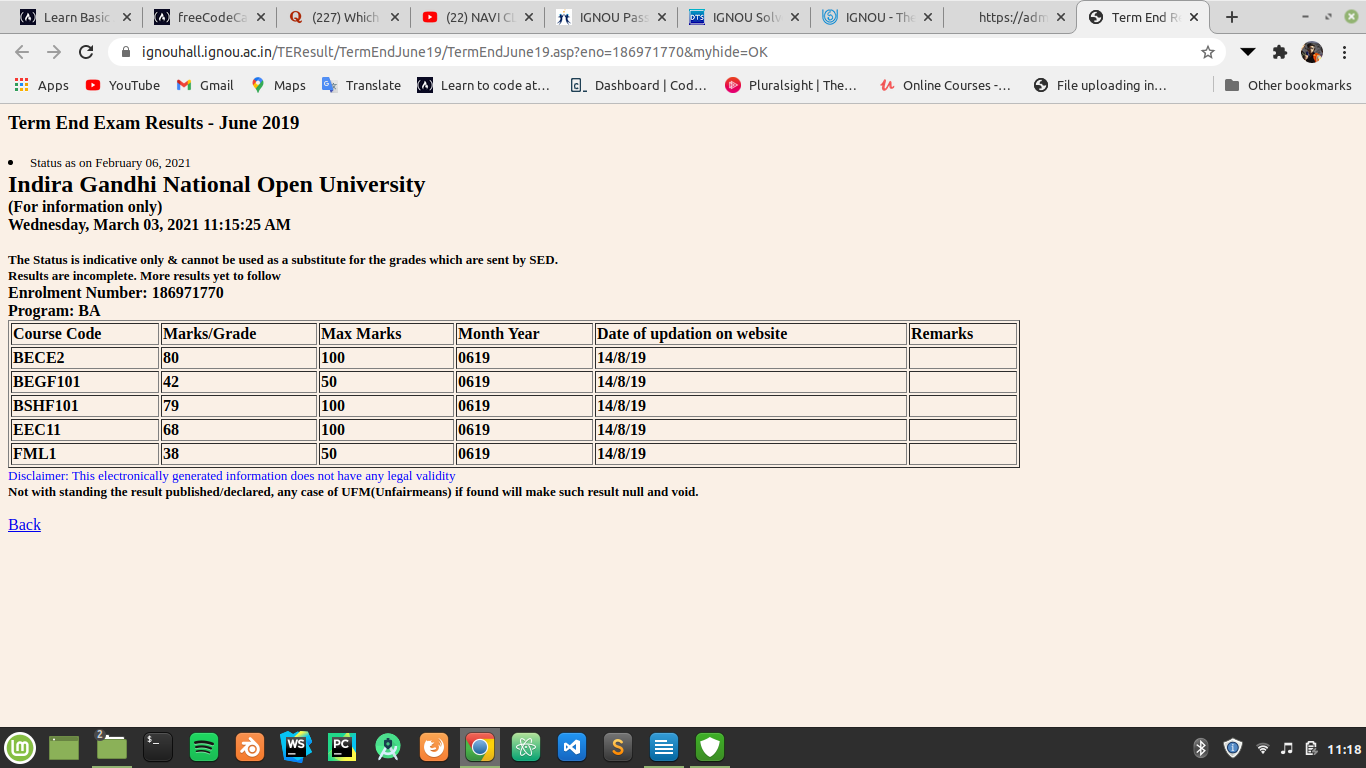 Learn Basic
freeCodeCa
(227) Which
(22) NAVI CL
IGNOU Pass
IGNOU Solv
IGNOU - The
https://adm
Term End Re
ignouhall.ignou.ac.in/TEResult/TermEndJune19/TermEndJune19.asp?eno=186971770&myhide=OK
Apps YouTube Gmail Maps Translate Learn to code at… Dashboard | Cod… Pluralsight | The… Online Courses -… File uploading in… Other bookmarks
Term End Exam Results - June 2019
Status as on February 06, 2021
Indira Gandhi National Open University
(For information only)
Wednesday, March 03, 2021 11:15:25 AM
The Status is indicative only & cannot be used as a substitute for the grades which are sent by SED.
Results are incomplete. More results yet to follow
Enrolment Number: 186971770
Program: BA
Course Code Marks/Grade Max Marks Month Year Date of updation on website Remarks
BECE2 80 100 0619 14/8/19
BEGF101 42 50 0619 14/8/19
BSHF101 79 100 0619 14/8/19
EEC11 68 100 0619 14/8/19
FML1 38 50 0619 14/8/19
Disclaimer: This electronically generated information does not have any legal validity
Not with standing the result published/declared, any case of UFM(Unfairmeans) if found will make such result null and void.
Back
2
WS
PC
S
11:18